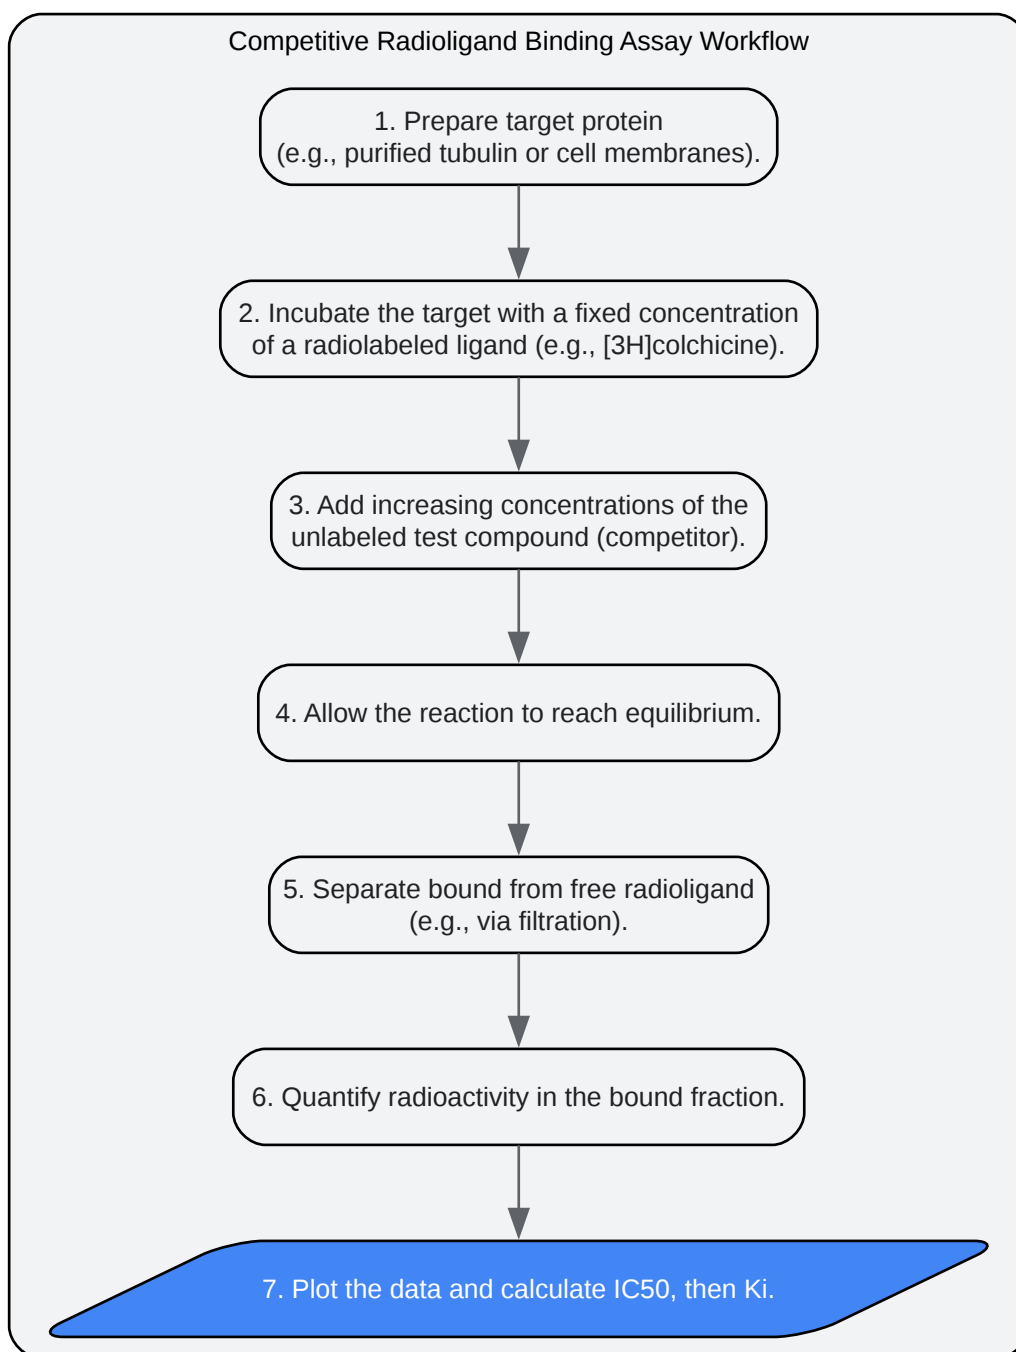 Competitive Radioligand Binding Assay Workflow
1. Prepare target protein
(e.g., purified tubulin or cell membranes).
2. Incubate the target with a fixed concentration
of a radiolabeled ligand (e.g., [3H]colchicine).
3. Add increasing concentrations of the
unlabeled test compound (competitor).
4. Allow the reaction to reach equilibrium.
5. Separate bound from free radioligand
(e.g., via filtration).
6. Quantify radioactivity in the bound fraction.
7. Plot the data and calculate IC50, then Ki.